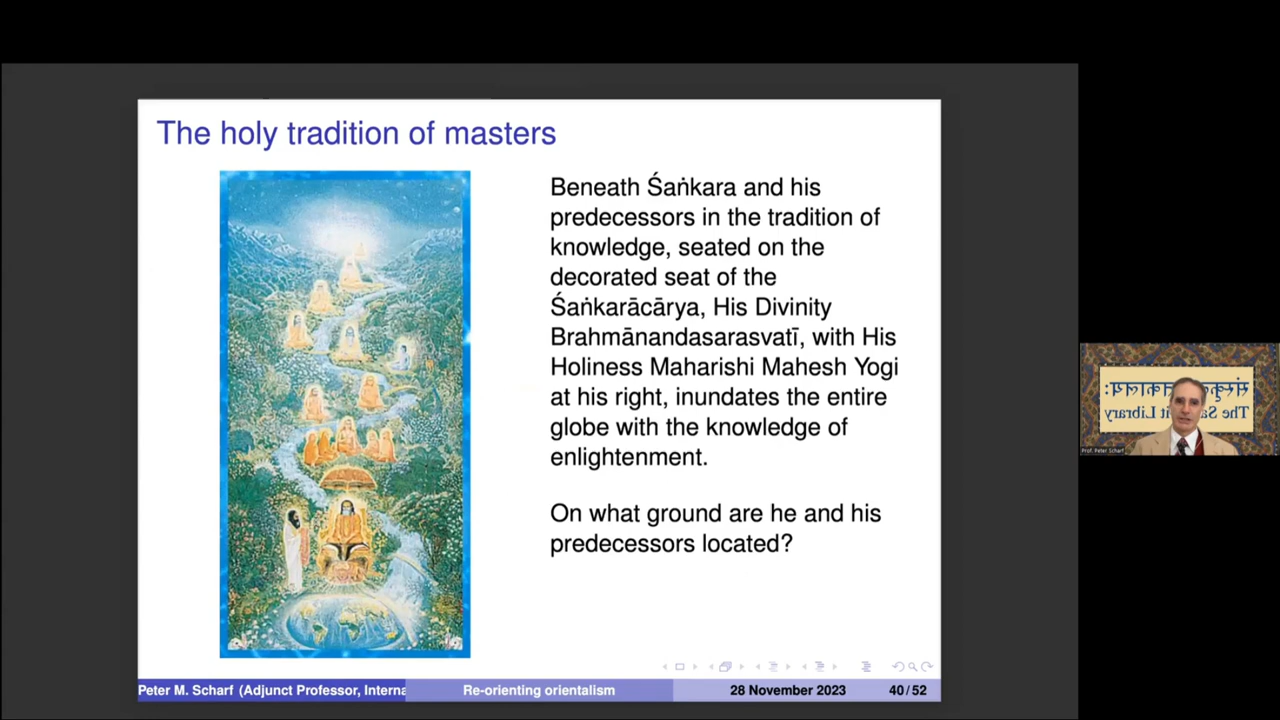 The holy tradition of masters
Beneath Śaṅkara and his
predecessors in the tradition of
knowledge, seated on the
decorated seat of the
Śaṅkarācārya, His Divinity
Brahmānandasarasvatī, with His
Holiness Maharishi Mahesh Yogi
at his right, inundates the entire
globe with the knowledge of
enlightenment.
On what ground are he and his
predecessors located?
Peter M. Scharf (Adjunct Professor, Interna
Re-orienting orientalism
28 November 2023
40/52
The Sa it Library
Prof. Peter Scharf